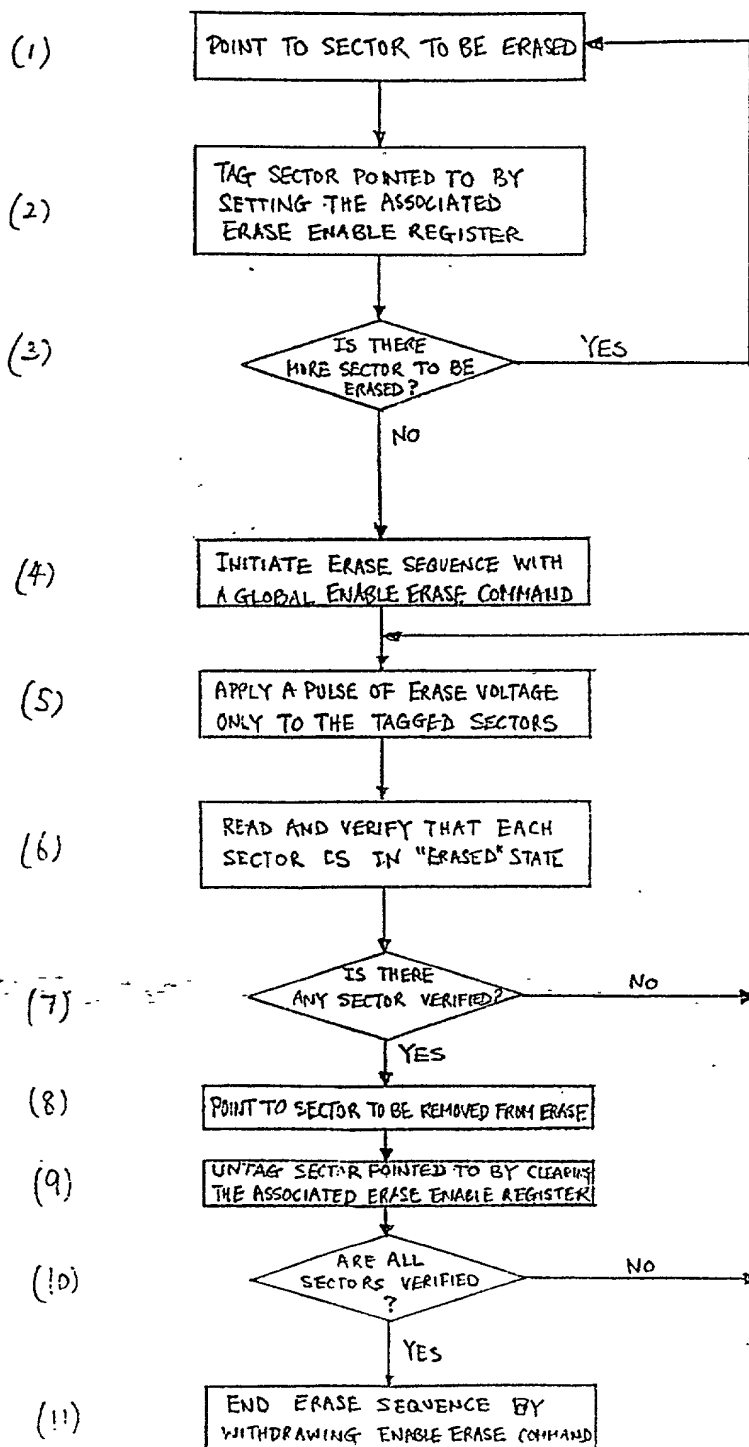 (1)
POINT TO SECTOR TO BE ERASED
(2)
TAG SECTOR POINTED TO BY
SETTING THE ASSOCIATED
ERASE ENABLE REGISTER
(3)
IS THERE
MORE SECTOR TO BE
ERASED?
YES
NO
(4)
INITIATE ERASE SEQUENCE WITH
A GLOBAL ENABLE ERASE COMMAND
(5)
APPLY A PULSE OF ERASE VOLTAGE
ONLY TO THE TAGGED SECTORS
(6)
READ AND VERIFY THAT EACH
SECTOR IS IN "ERASED" STATE
(7)
IS THERE
ANY SECTOR VERIFIED?
NO
YES
(8)
POINT TO SECTOR TO BE REMOVED FROM ERASE
(9)
UNTAG SECTOR POINTED TO BY CLEARING
THE ASSOCIATED ERASE ENABLE REGISTER
(10)
ARE ALL
SECTORS VERIFIED
?
NO
YES
(11)
END ERASE SEQUENCE BY
WITHDRAWING ENABLE ERASE COMMAND